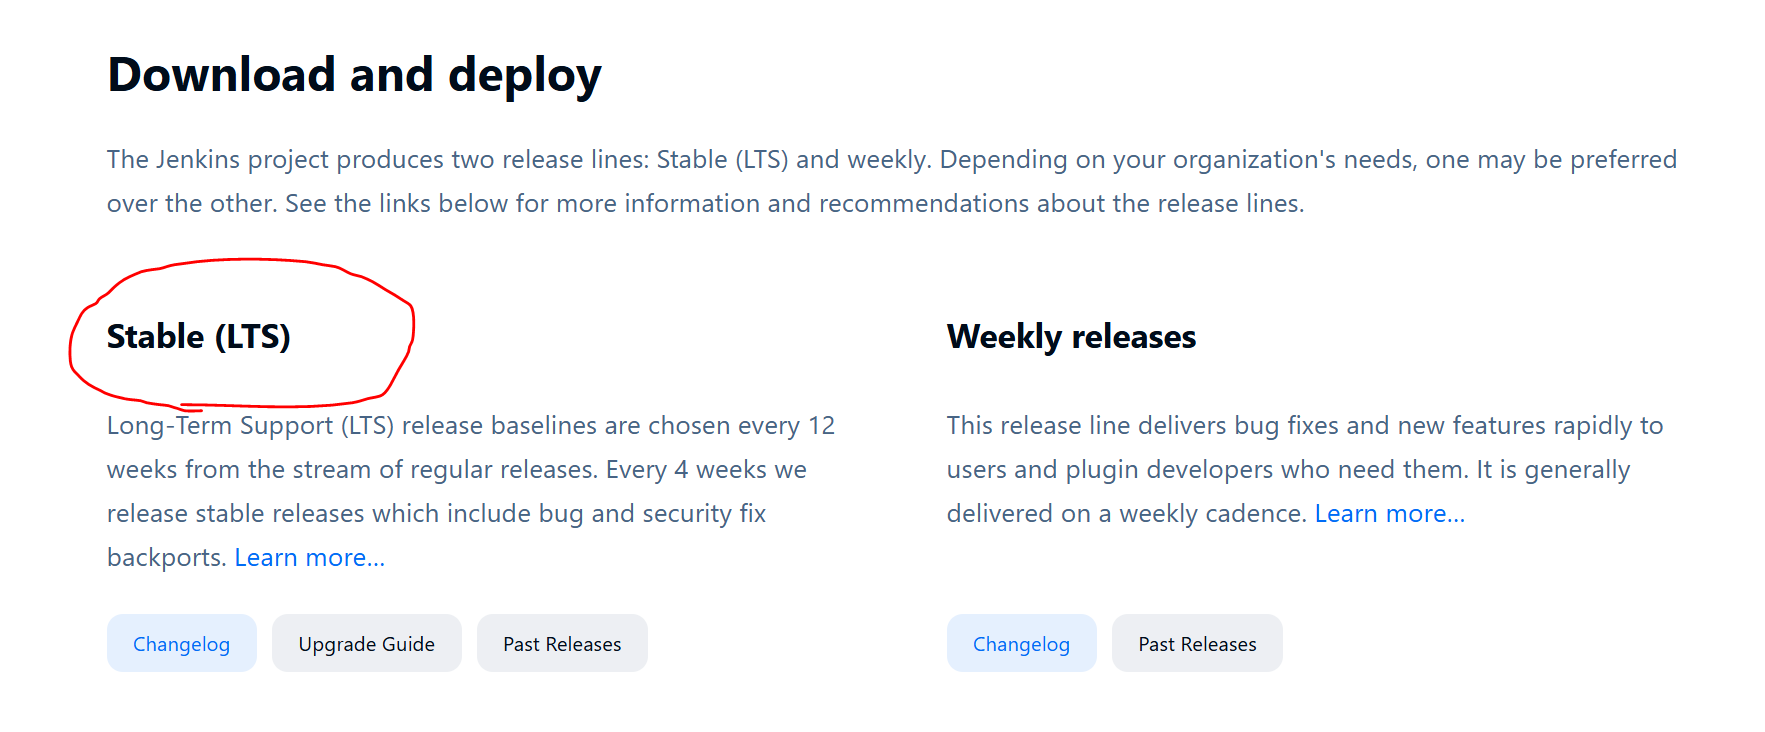 Download and deploy
The Jenkins project produces two release lines: Stable (LTS) and weekly. Depending on your organization's needs, one may be preferred
over the other. See the links below for more information and recommendations about the release lines.
Stable (LTS)
Long-Term Support (LTS) release baselines are chosen every 12
weeks from the stream of regular releases. Every 4 weeks we
release stable releases which include bug and security fix
backports. Learn more...
Changelog Upgrade Guide Past Releases
Weekly releases
This release line delivers bug fixes and new features rapidly to
users and plugin developers who need them. It is generally
delivered on a weekly cadence. Learn more...
Changelog Past Releases